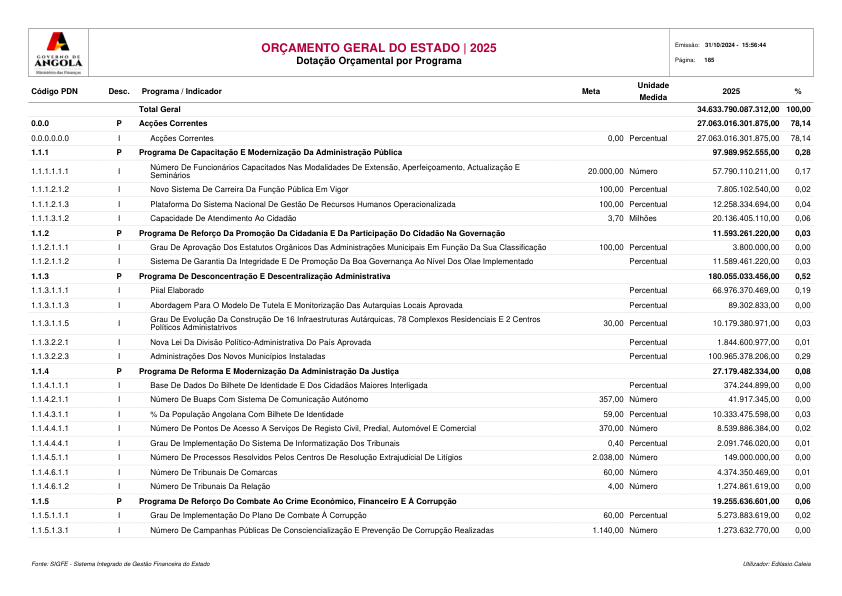 GOVERNO DE
ANGOLA
Ministério das Finanças
ORÇAMENTO GERAL DO ESTADO | 2025
Dotação Orçamental por Programa
Emissão: 31/10/2024 - 15:56:44
Página: 185
Código PDN Desc. Programa / Indicador Meta Unidade Medida 2025 %
Total Geral 34.633.790.087.312,00 100,00
0.0.0 P Acções Correntes 27.063.016.301.875,00 78,14
0.0.0.0.0.0 I Acções Correntes 0,00 Percentual 27.063.016.301.875,00 78,14
1.1.1 P Programa De Capacitação E Modernização Da Administração Pública 97.989.952.555,00 0,28
1.1.1.1.1.1 I Número De Funcionários Capacitados Nas Modalidades De Extensão, Aperfeiçoamento, Actualização E
Seminários 20.000,00 Número 57.790.110.211,00 0,17
1.1.1.2.1.2 I Novo Sistema De Carreira Da Função Pública Em Vigor 100,00 Percentual 7.805.102.540,00 0,02
1.1.1.2.1.3 I Plataforma Do Sistema Nacional De Gestão De Recursos Humanos Operacionalizada 100,00 Percentual 12.258.334.694,00 0,04
1.1.1.3.1.2 I Capacidade De Atendimento Ao Cidadão 3,70 Milhões 20.136.405.110,00 0,06
1.1.2 P Programa De Reforço Da Promoção Da Cidadania E Da Participação Do Cidadão Na Governação 11.593.261.220,00 0,03
1.1.2.1.1.1 I Grau De Aprovação Dos Estatutos Orgânicos Das Administrações Municipais Em Função Da Sua Classificação 100,00 Percentual 3.800.000,00 0,00
1.1.2.1.1.2 I Sistema De Garantia Da Integridade E De Promoção Da Boa Governança Ao Nível Dos Olae Implementado Percentual 11.589.461.220,00 0,03
1.1.3 P Programa De Desconcentração E Descentralização Administrativa 180.055.033.456,00 0,52
1.1.3.1.1.1 I Piial Elaborado Percentual 66.976.370.469,00 0,19
1.1.3.1.1.3 I Abordagem Para O Modelo De Tutela E Monitorização Das Autarquias Locais Aprovada Percentual 89.302.833,00 0,00
1.1.3.1.1.5 I Grau De Evolução Da Construção De 16 Infraestruturas Autárquicas, 78 Complexos Residenciais E 2 Centros
Políticos Administatrivos 30,00 Percentual 10.179.380.971,00 0,03
1.1.3.2.2.1 I Nova Lei Da Divisão Político-Administrativa Do País Aprovada Percentual 1.844.600.977,00 0,01
1.1.3.2.2.3 I Administrações Dos Novos Municípios Instaladas Percentual 100.965.378.206,00 0,29
1.1.4 P Programa De Reforma E Modernização Da Administração Da Justiça 27.179.482.334,00 0,08
1.1.4.1.1.1 I Base De Dados Do Bilhete De Identidade E Dos Cidadãos Maiores Interligada Percentual 374.244.899,00 0,00
1.1.4.2.1.1 I Número De Buaps Com Sistema De Comunicação Autónomo 357,00 Número 41.917.345,00 0,00
1.1.4.3.1.1 I % Da População Angolana Com Bilhete De Identidade 59,00 Percentual 10.333.475.598,00 0,03
1.1.4.4.1.1 I Número De Pontos De Acesso A Serviços De Registo Civil, Predial, Automóvel E Comercial 370,00 Número 8.539.886.384,00 0,02
1.1.4.4.4.1 I Grau De Implementação Do Sistema De Informatização Dos Tribunais 0,40 Percentual 2.091.746.020,00 0,01
1.1.4.5.1.1 I Número De Processos Resolvidos Pelos Centros De Resolução Extrajudicial De Litígios 2.038,00 Número 149.000.000,00 0,00
1.1.4.6.1.1 I Número De Tribunais De Comarcas 60,00 Número 4.374.350.469,00 0,01
1.1.4.6.1.2 I Número De Tribunais Da Relação 4,00 Número 1.274.861.619,00 0,00
1.1.5 P Programa De Reforço Do Combate Ao Crime Económico, Financeiro E À Corrupção 19.255.636.601,00 0,06
1.1.5.1.1.1 I Grau De Implementação Do Plano De Combate À Corrupção 60,00 Percentual 5.273.883.619,00 0,02
1.1.5.1.3.1 I Número De Campanhas Públicas De Consciencialização E Prevenção De Corrupção Realizadas 1.140,00 Número 1.273.632.770,00 0,00
Fonte: SIGFE - Sistema Integrado de Gestão Financeira do Estado Utilizador: Edilasio.Caleia